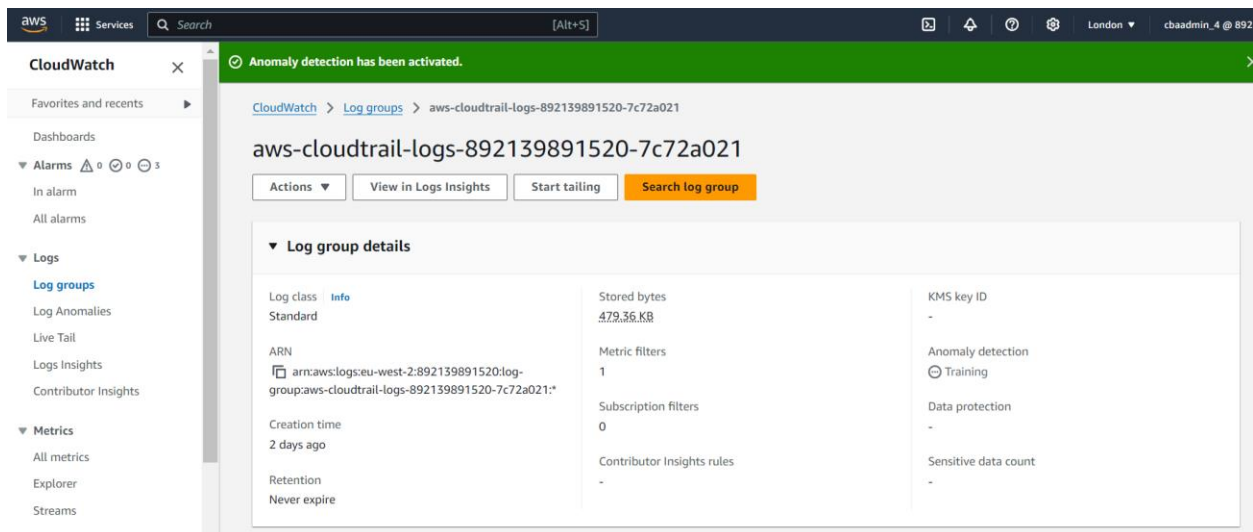 aws Services Search [Alt+S] London ▼ cbaadmin_4 @ 892
CloudWatch
Favorites and recents
Dashboards
Alarms 0 0 3
In alarm
All alarms
Logs
Log groups
Log Anomalies
Live Tail
Logs Insights
Contributor Insights
Metrics
All metrics
Explorer
Streams
Anomaly detection has been activated.
CloudWatch > Log groups > aws-cloudtrail-logs-892139891520-7c72a021
aws-cloudtrail-logs-892139891520-7c72a021
Actions ▼ View in Logs Insights Start tailing Search log group
▼ Log group details
Log class Info
Standard
ARN
arn:aws:logs:eu-west-2:892139891520:log-
group:aws-cloudtrail-logs-892139891520-7c72a021:*
Creation time
2 days ago
Retention
Never expire
Stored bytes
479.36 KB
Metric filters
1
Subscription filters
0
Contributor Insights rules
-
KMS key ID
-
Anomaly detection
Training
Data protection
-
Sensitive data count
-